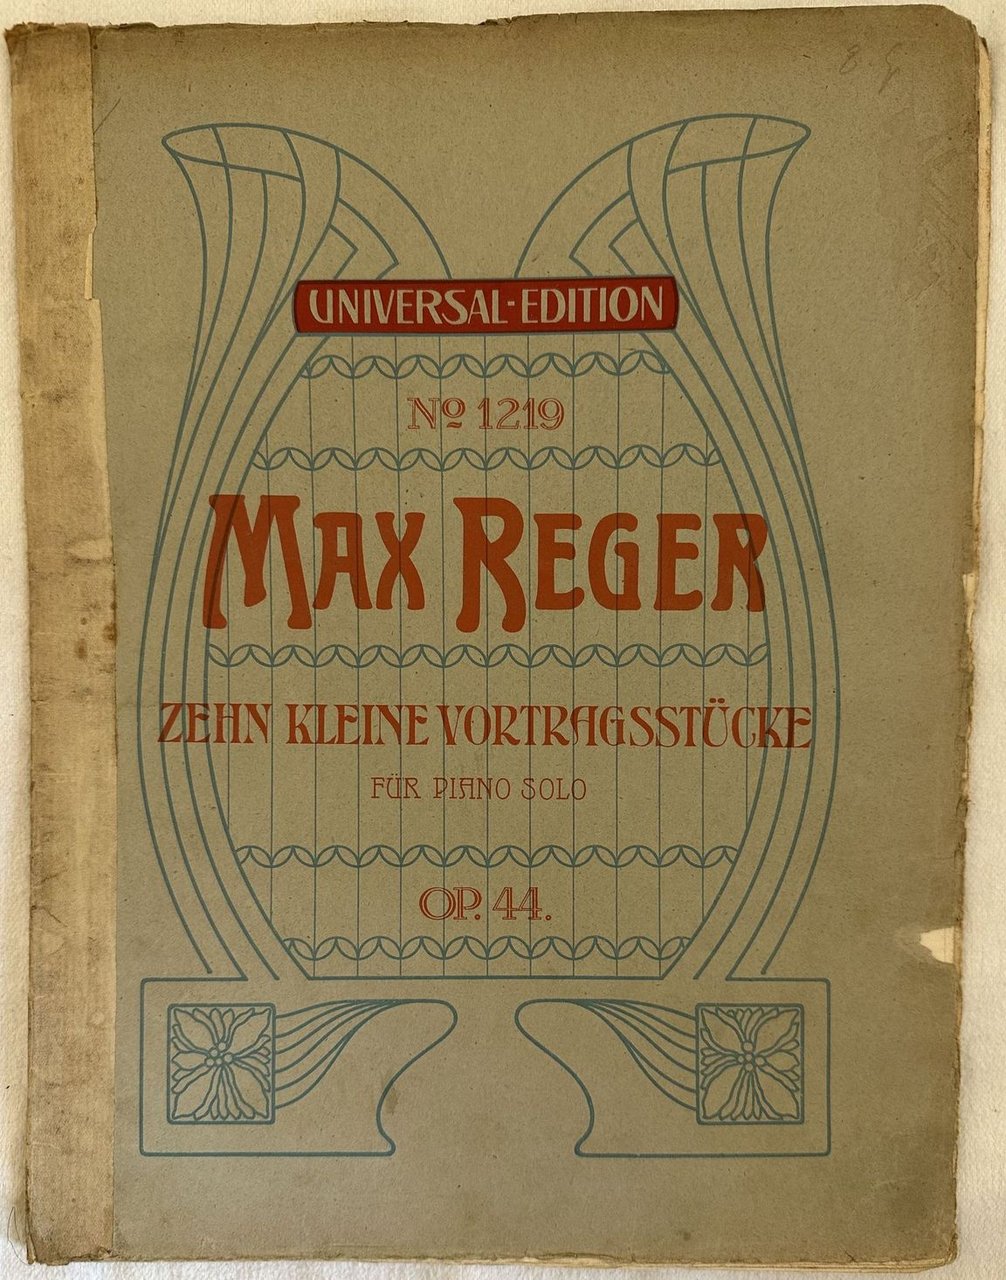 UNIVERSAL-EDITION
No 1219
MAX REGER
ZEHN KLEINE VORTRAGSSTÜCKE
FÜR PIANO SOLO
OP. 44.